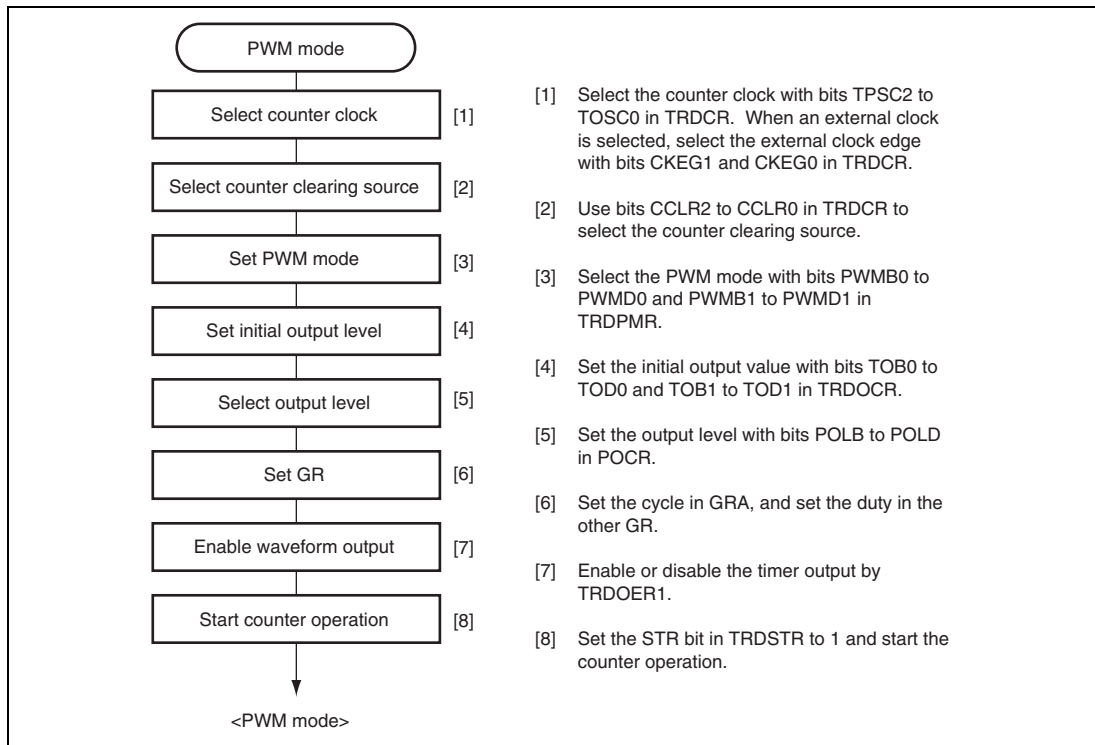 PWM mode
Select counter clock [1]
Select counter clearing source [2]
Set PWM mode [3]
Set initial output level [4]
Select output level [5]
Set GR [6]
Enable waveform output [7]
Start counter operation [8]
<PWM mode>
[1] Select the counter clock with bits TPSC2 to
TOSC0 in TRDCR. When an external clock
is selected, select the external clock edge
with bits CKEG1 and CKEG0 in TRDCR.
[2] Use bits CCLR2 to CCLR0 in TRDCR to
select the counter clearing source.
[3] Select the PWM mode with bits PWMB0 to
PWMD0 and PWMB1 to PWMD1 in
TRDPMR.
[4] Set the initial output value with bits TOB0 to
TOD0 and TOB1 to TOD1 in TRDOCR.
[5] Set the output level with bits POLB to POLD
in POCR.
[6] Set the cycle in GRA, and set the duty in the
other GR.
[7] Enable or disable the timer output by
TRDOER1.
[8] Set the STR bit in TRDSTR to 1 and start the
counter operation.